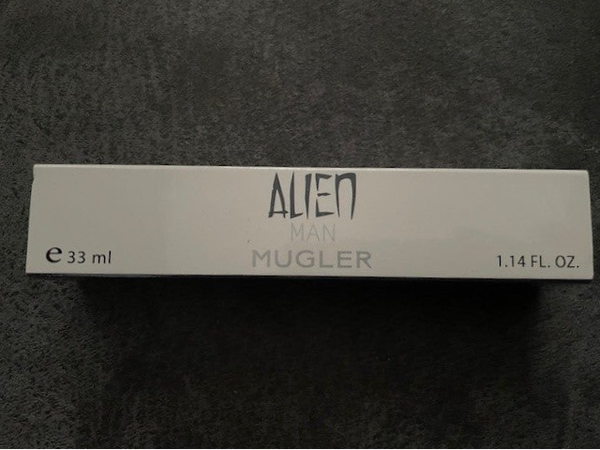 ALIEN
MAN
MUGLER
e 33 ml
1.14 FL. OZ.